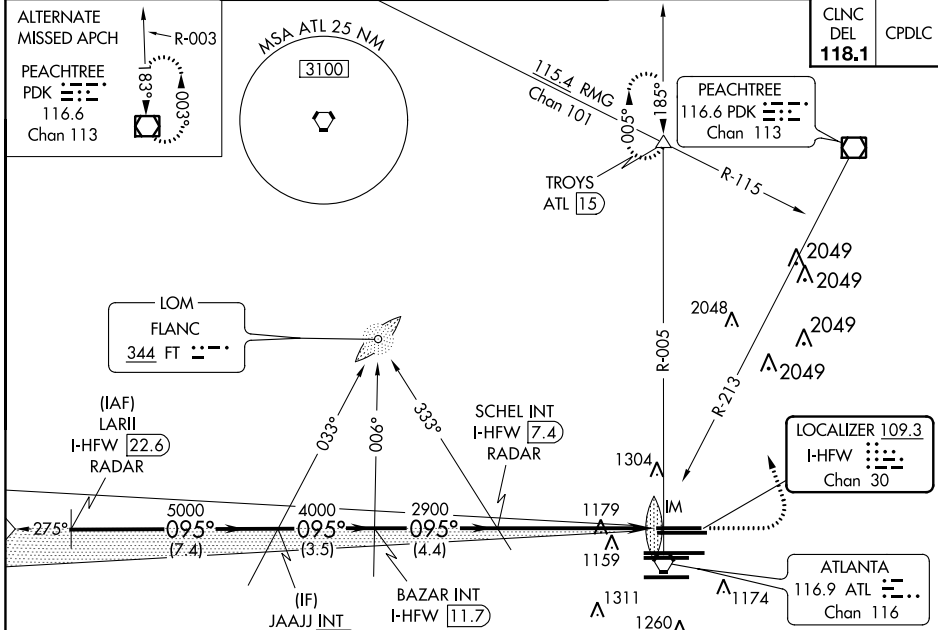 ALTERNATE
MISSED APCH
R-003
PEACHTREE
PDK
116.6
Chan 113
183°
003°
MSA ATL 25 NM
3100
115.4 RMG
Chan 101
005°
185°
CLNC
DEL
118.1
CPDLC
PEACHTREE
116.6 PDK
Chan 113
TROYS
ATL 15
R-115
2049
2049
2048
2049
2049
R-005
R-213
LOM
FLANC
344 FT
(IAF)
LARII
I-HFW 22.6
RADAR
033°
006°
333°
SCHEL INT
I-HFW 7.4
RADAR
LOCALIZER 109.3
I-HFW
Chan 30
1304
IM
1179
1159
275°
5000
095°
(7.4)
4000
095°
(3.5)
2900
095°
(4.4)
(IF)
JAAJJ INT
BAZAR INT
I-HFW 11.7
1311
1260
1174
ATLANTA
116.9 ATL
Chan 116